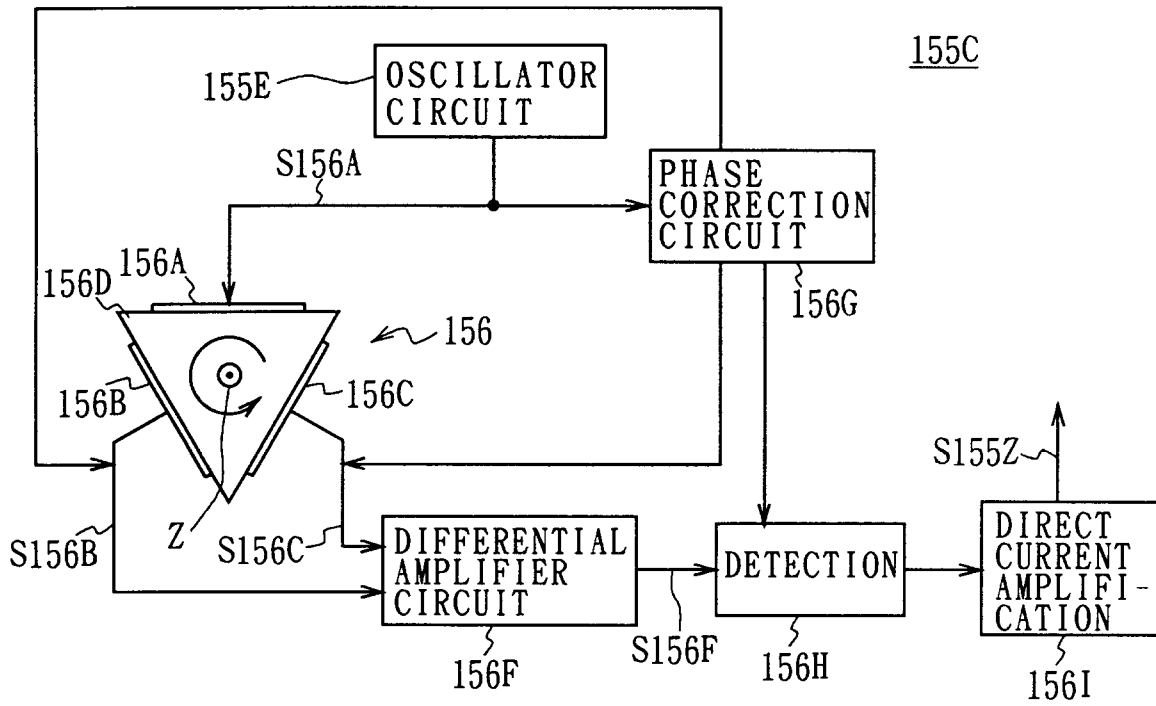 155C
155E
OSCILLATOR
CIRCUIT
S156A
PHASE
CORRECTION
CIRCUIT
156A
156D
156G
156
156B
156C
S155Z
Z
S156B
S156C
DIFFERENTIAL
AMPLIFIER
CIRCUIT
DETECTION
DIRECT
CURRENT
AMPLIFI-
CATION
S156F
156F
156H
156I